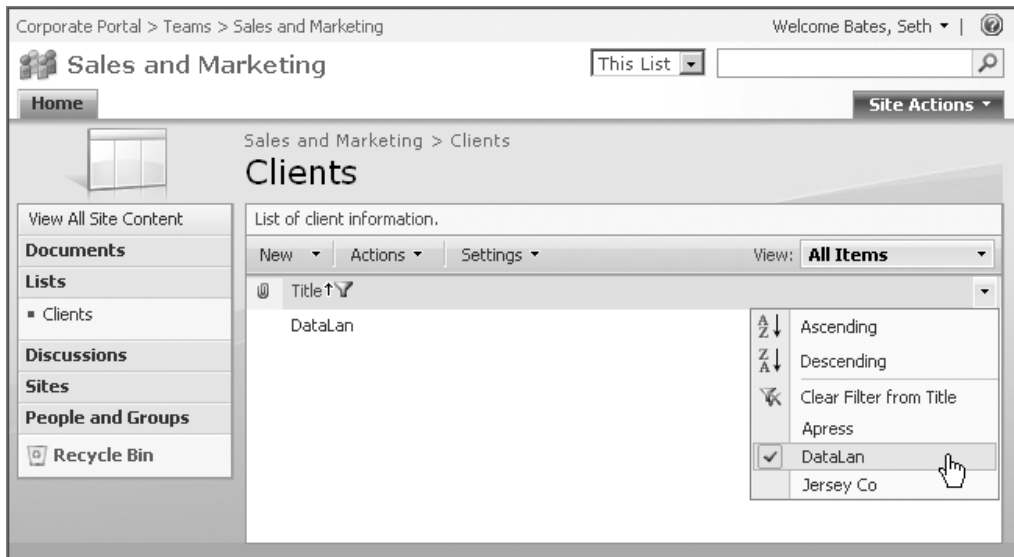 Corporate Portal > Teams > Sales and Marketing Welcome Bates, Seth |
Sales and Marketing This List
Home Site Actions
Sales and Marketing > Clients
Clients
View All Site Content
Documents
Lists
Clients
Discussions
Sites
People and Groups
Recycle Bin
List of client information.
New Actions Settings View: All Items
Title
DataLan
Ascending
Descending
Clear Filter from Title
Apress
DataLan
Jersey Co